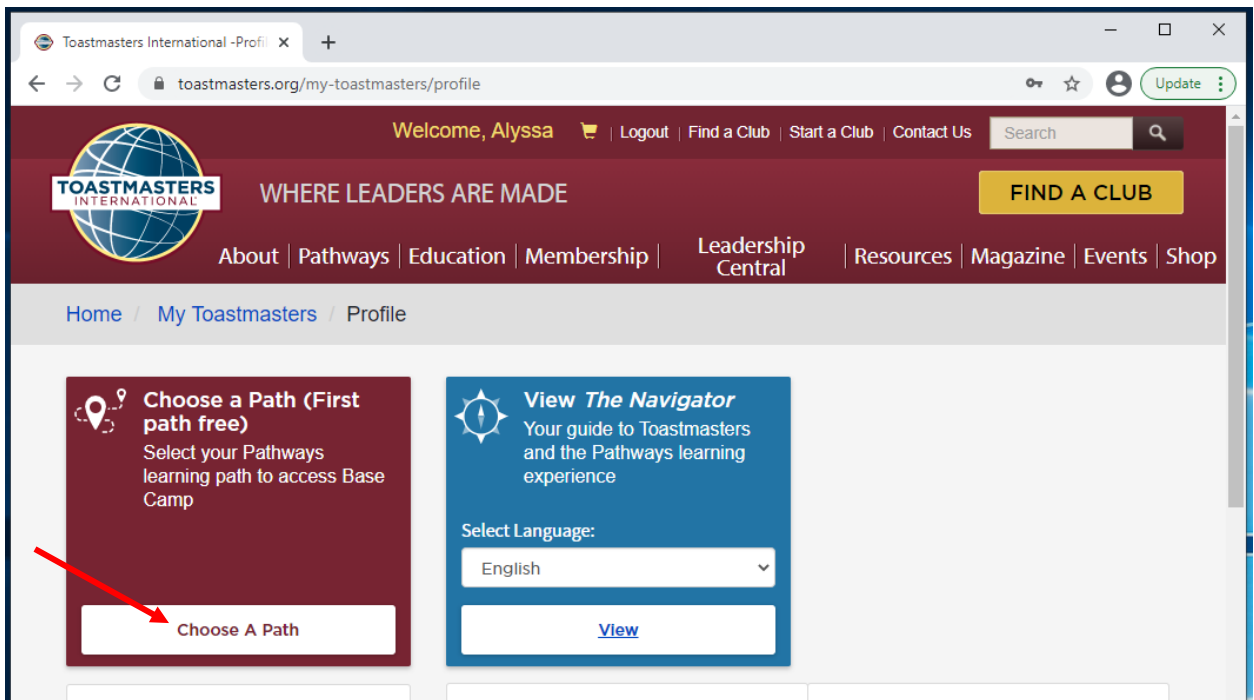 Toastmasters International -Profil
toastmasters.org/my-toastmasters/profile
Update
Welcome, Alyssa | Logout | Find a Club | Start a Club | Contact Us
Search
TOASTMASTERS
INTERNATIONAL
WHERE LEADERS ARE MADE
FIND A CLUB
About | Pathways | Education | Membership | Leadership Central | Resources | Magazine | Events | Shop
Home / My Toastmasters / Profile
Choose a Path (First
path free)
Select your Pathways
learning path to access Base
Camp
Choose A Path
View The Navigator
Your guide to Toastmasters
and the Pathways learning
experience
Select Language:
English
View